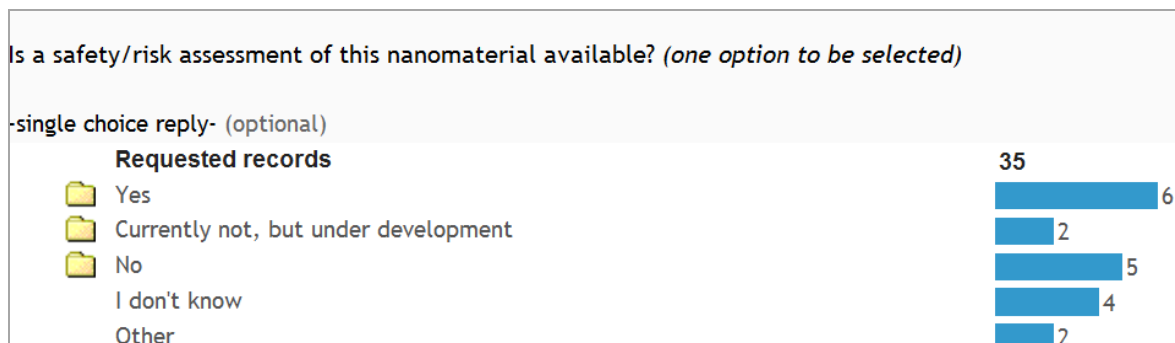 Is a safety/risk assessment of this nanomaterial available? (one option to be selected)
-single choice reply- (optional)
Requested records 35
Yes 6
Currently not, but under development 2
No 5
I don't know 4
Other 2